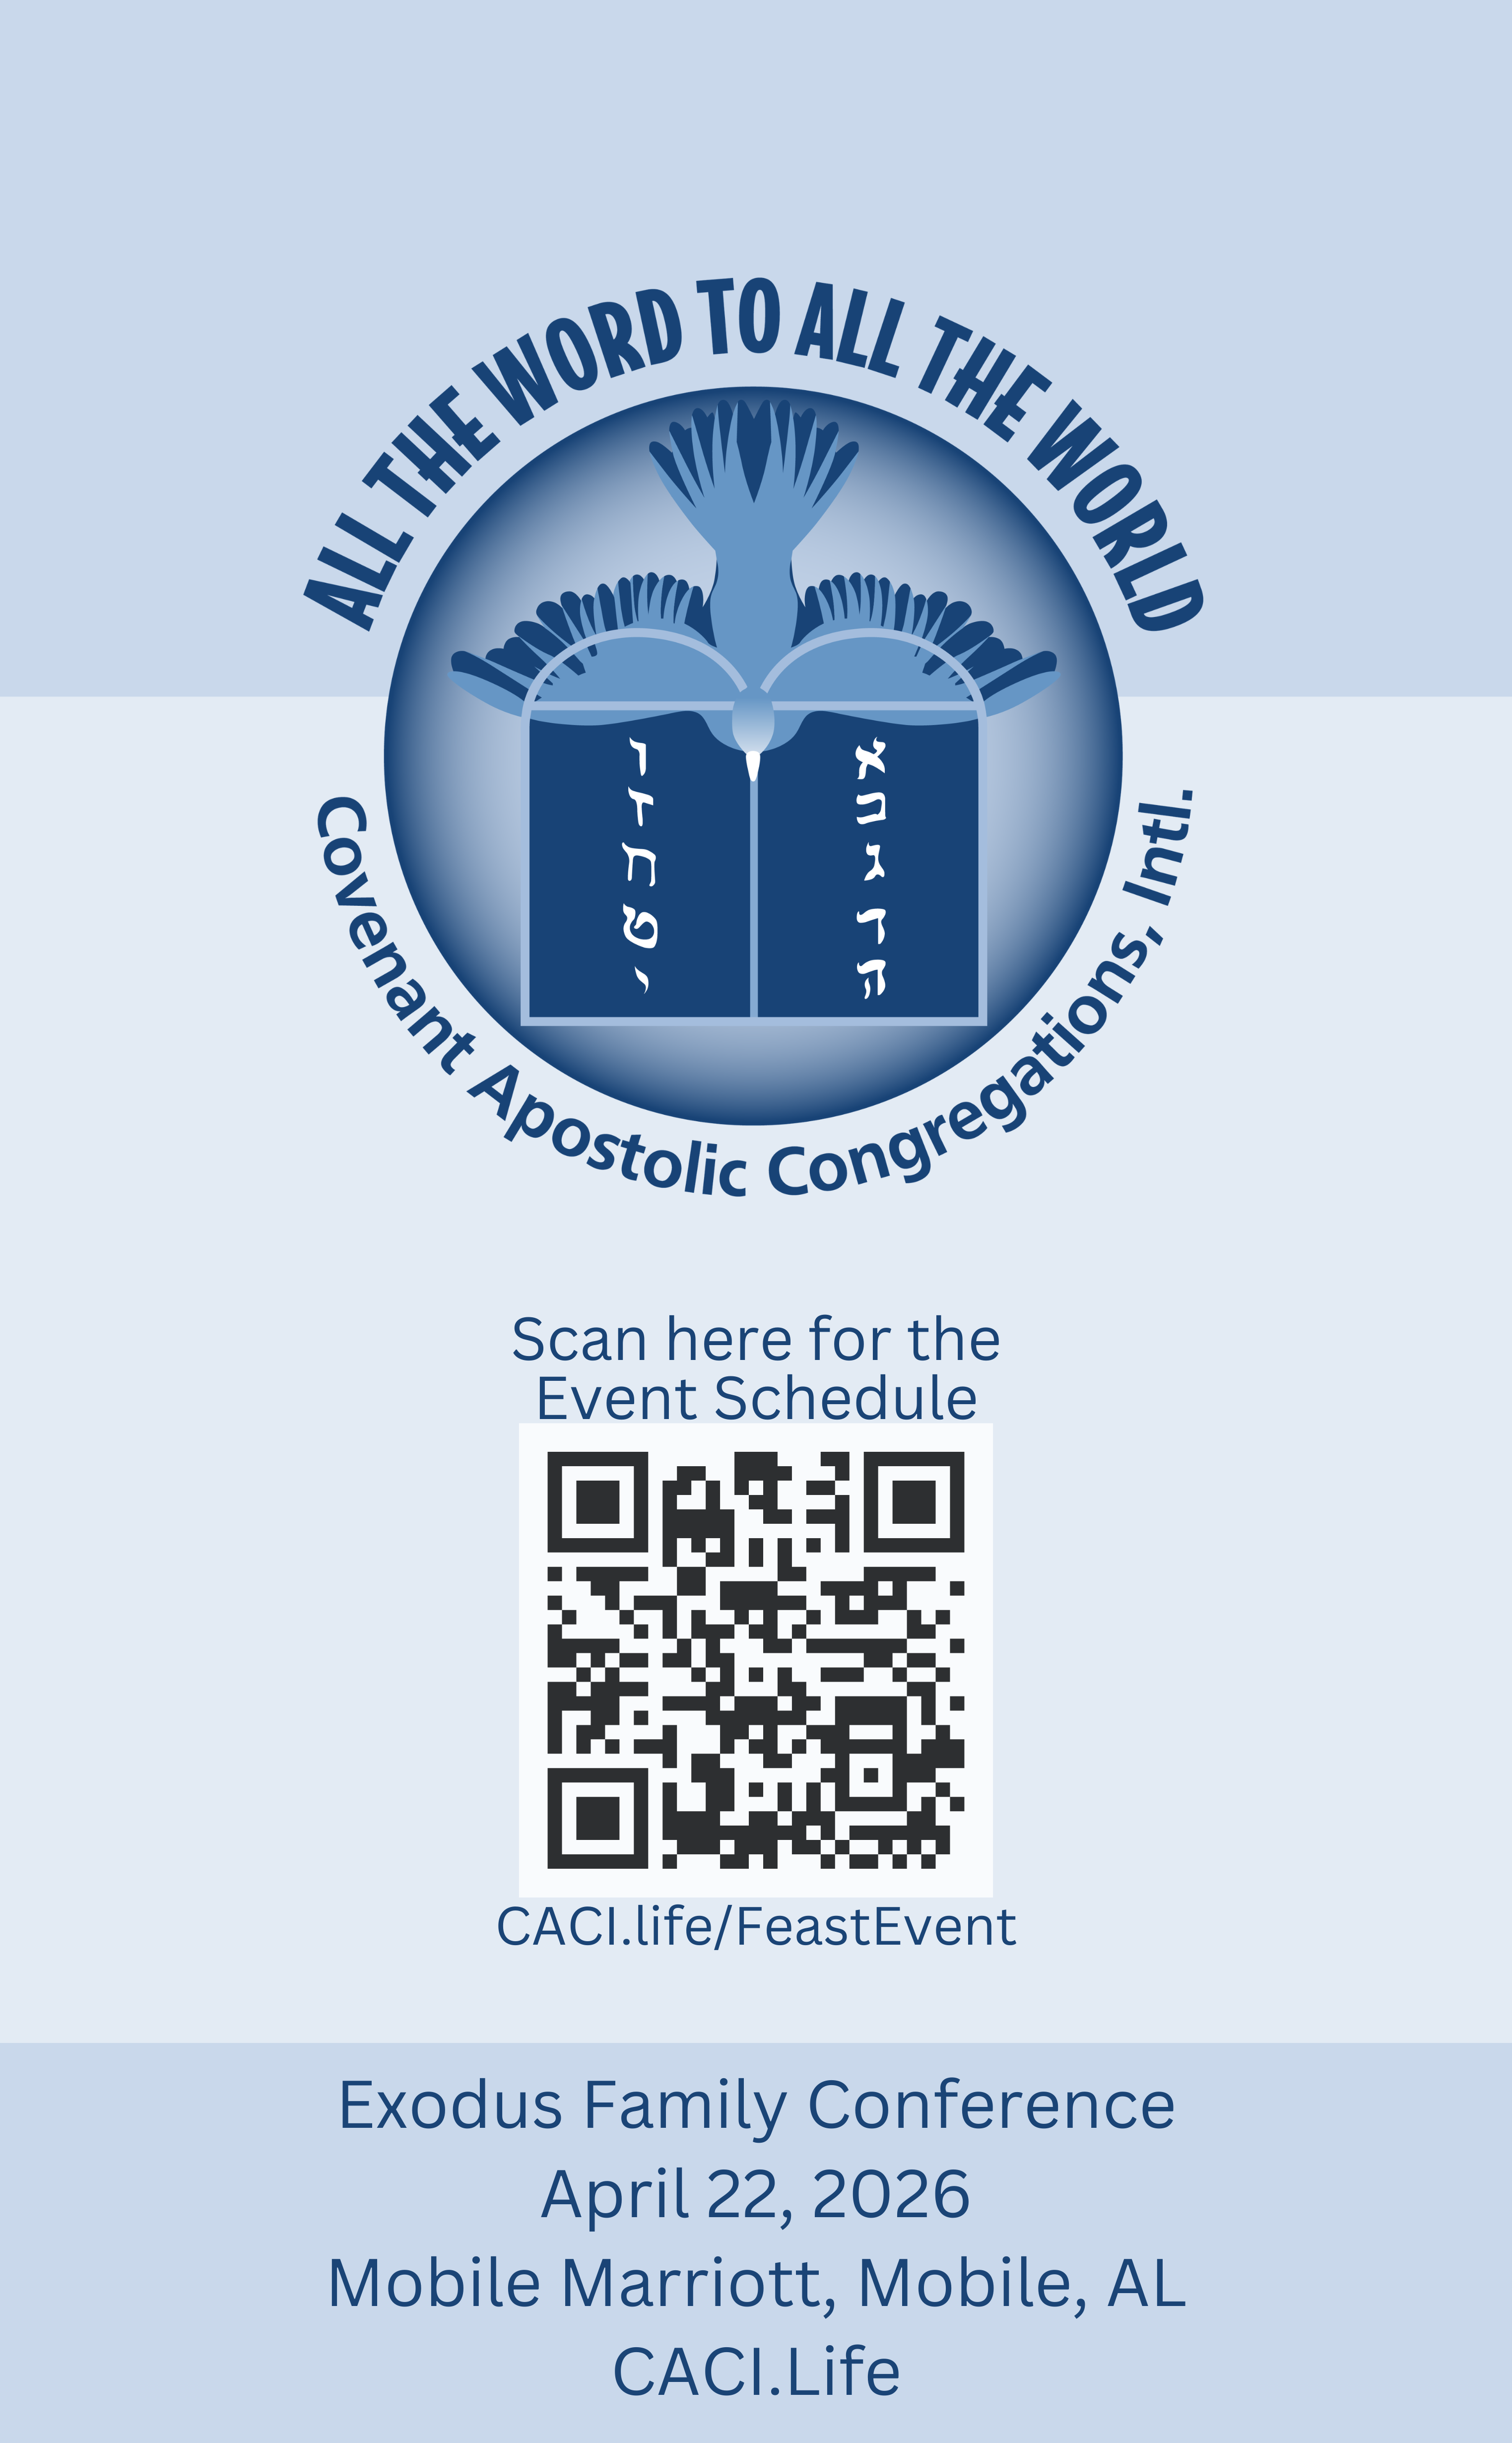 ALL THE WORD TO ALL THE WORLD
א
ח
ג
ד
ה
ו
ז
ח
ט
י
Covenant Apostolic Congregations, Intl.
Scan here for the
Event Schedule
CACI.life/FeastEvent
Exodus Family Conference
April 22, 2026
Mobile Marriott, Mobile, AL
CACI.Life